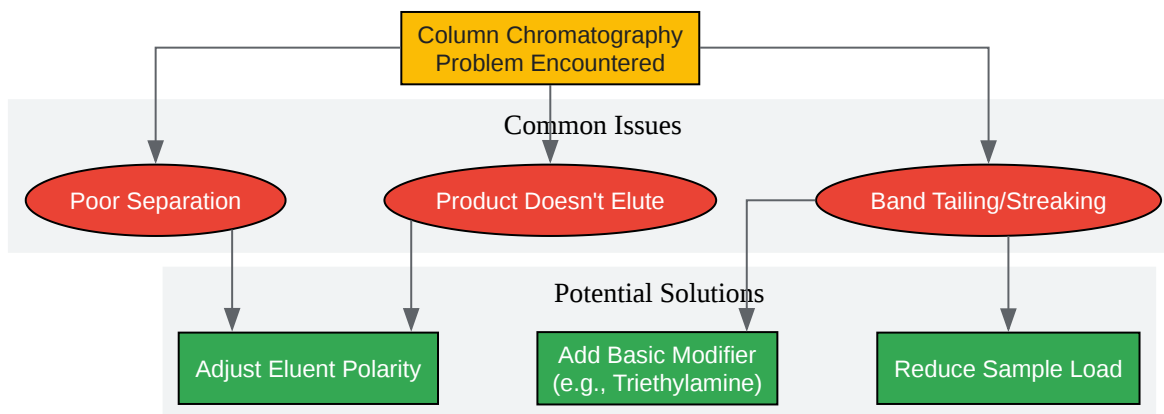 Column Chromatography
Problem Encountered
Common Issues
Poor Separation
Product Doesn't Elute
Band Tailing/Streaking
Potential Solutions
Adjust Eluent Polarity
Add Basic Modifier
(e.g., Triethylamine)
Reduce Sample Load